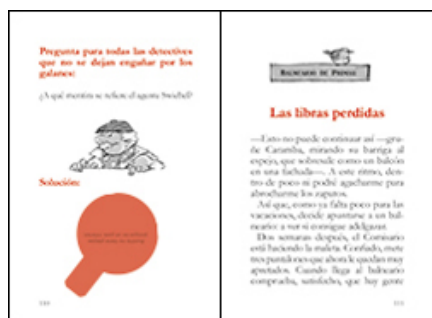 Pregunta para todas las detectives
que no se dejan engañar por los
galanes:
¿A qué mentira se refiere el agente
Solución:
BALNEARIO DE
Las libras perdidas
—Esto no puede continuar así —gru-
ñe Caramba, mirando su barriga al
espejo, que sobresale como un balcón
en una fachada—. A este ritmo, den-
tro de poco ni podré agacharme para
abrocharme los zapatos.
Así que, como ya falta poco para las
vacaciones, decide apuntarse a un bal-
neario: a ver si consigue adelgazar.
Dos semanas después, el Comisario
está haciendo la maleta. Confiado, mete
tres pantalones que ahora le quedan muy
apretados. Cuando llega al balneario
comprueba, satisfecho, que hay gente